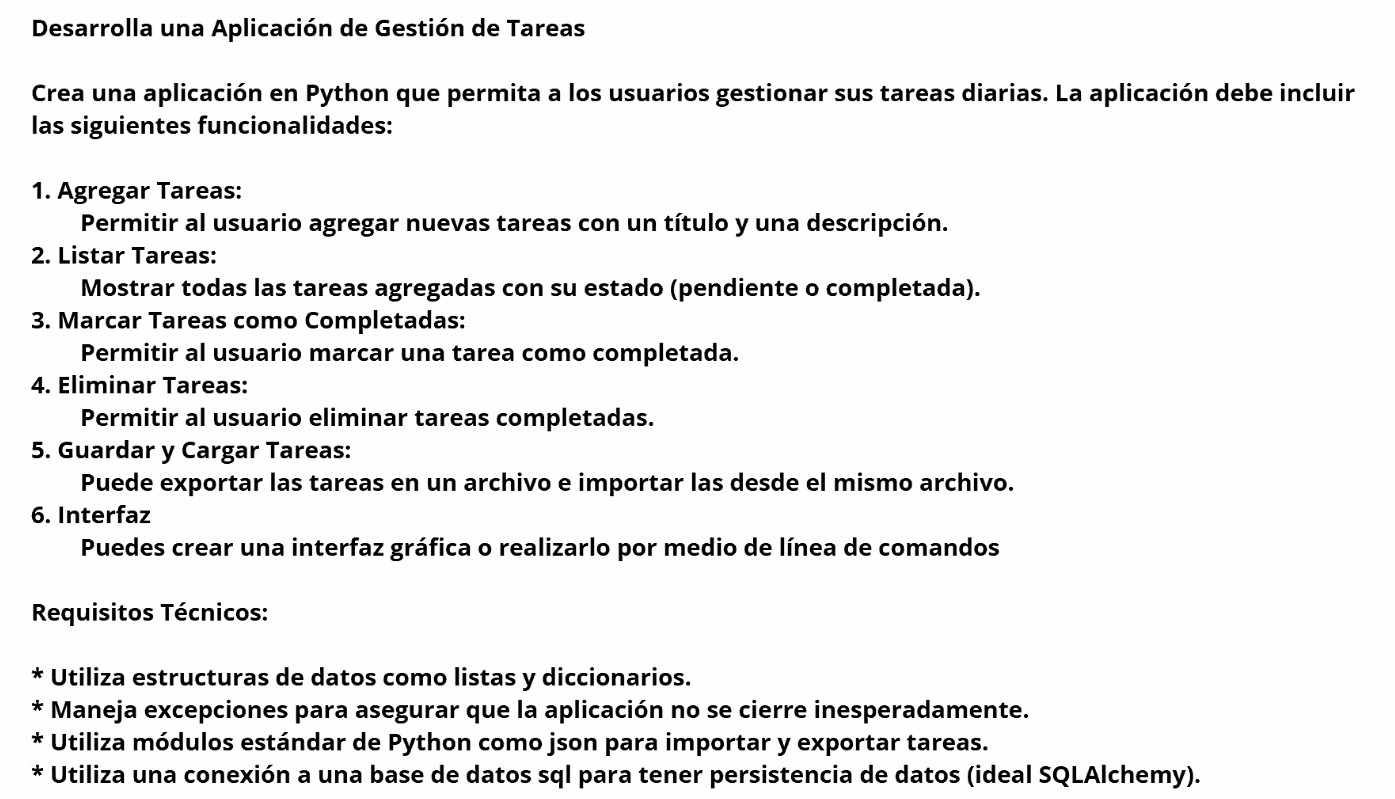 Desarrolla una Aplicación de Gestión de Tareas
Crea una aplicación en Python que permita a los usuarios gestionar sus tareas diarias. La aplicación debe incluir
las siguientes funcionalidades:
1. Agregar Tareas:
Permitir al usuario agregar nuevas tareas con un título y una descripción.
2. Listar Tareas:
Mostrar todas las tareas agregadas con su estado (pendiente o completada).
3. Marcar Tareas como Completadas:
Permitir al usuario marcar una tarea como completada.
4. Eliminar Tareas:
Permitir al usuario eliminar tareas completadas.
5. Guardar y Cargar Tareas:
Puede exportar las tareas en un archivo e importar las desde el mismo archivo.
6. Interfaz
Puedes crear una interfaz gráfica o realizarlo por medio de línea de comandos
Requisitos Técnicos:
* Utiliza estructuras de datos como listas y diccionarios.
* Maneja excepciones para asegurar que la aplicación no se cierre inesperadamente.
* Utiliza módulos estándar de Python como json para importar y exportar tareas.
* Utiliza una conexión a una base de datos sql para tener persistencia de datos (ideal SQLAlchemy).